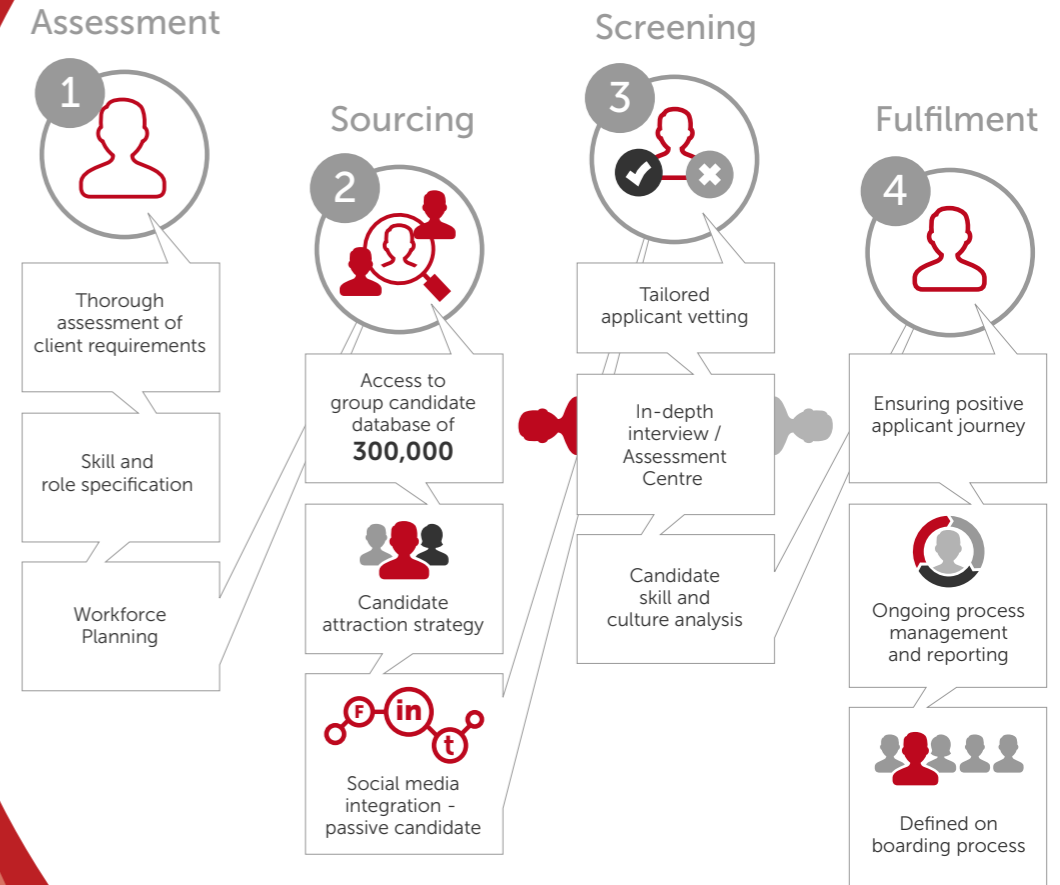 Assessment
1
Thorough
assessment of
client requirements
Skill and
role specification
Workforce
Planning
Sourcing
2
Access to
group candidate
database of
300,000
Candidate
attraction strategy
F
in
t
Social media
integration -
passive candidate
Screening
3
Tailored
applicant vetting
In-depth
interview /
Assessment
Centre
Candidate
skill and
culture analysis
Fulfilment
4
Ensuring positive
applicant journey
Ongoing process
management
and reporting
Defined on
boarding process